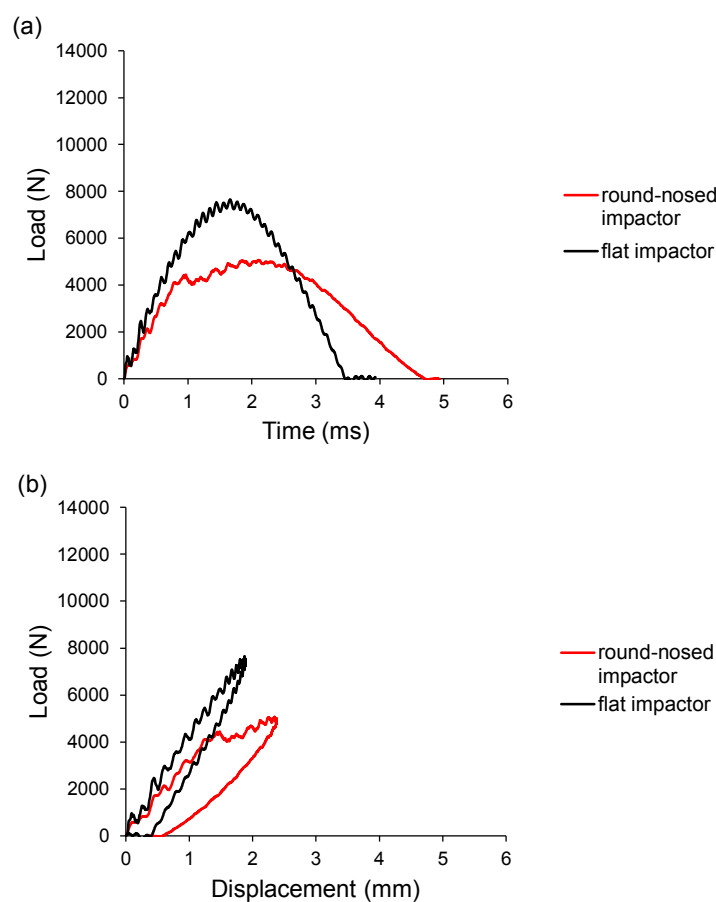 (a)
14000
12000
10000
8000
6000
4000
2000
0
Load (N)
0 1 2 3 4 5 6
Time (ms)
round-nosed
impactor
flat impactor
(b)
14000
12000
10000
8000
6000
4000
2000
0
Load (N)
0 1 2 3 4 5 6
Displacement (mm)
round-nosed
impactor
flat impactor